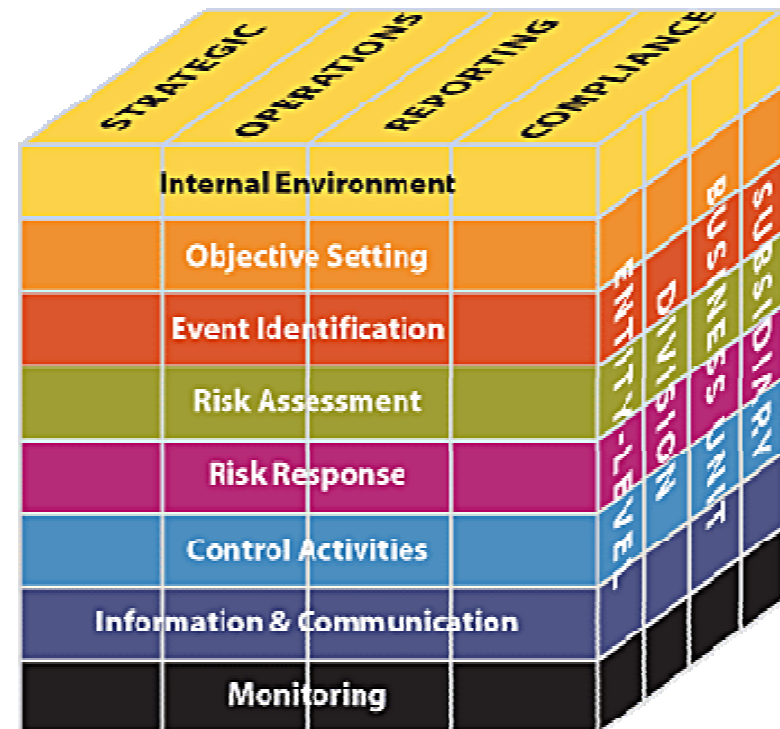 STRATEGIC
OPERATIONS
REPORTING
COMPLIANCE
Internal Environment
Objective Setting
Event Identification
Risk Assessment
Risk Response
Control Activities
Information & Communication
Monitoring
ENTITY-LEVEL
DIVISION
BUSINESS UNIT
SUBSIDIARY